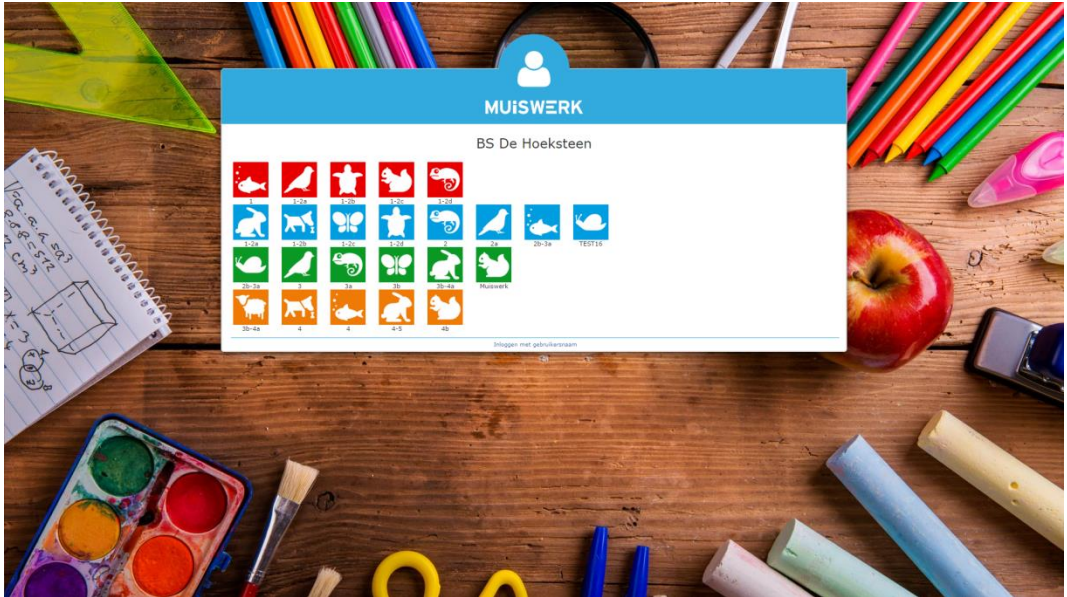 MUiSWERK
BS De Hoeksteen
1 1-2a 1-2b 1-2c 1-2d
1-2a 1-2b 1-2c 1-2d 2 2a 2b-3a TEST16
2b-3a 3 3a 3b 3b-4a Muiswerk
3b-4a 4 4 4-5 4b
Inloggen met gebruikersnaam